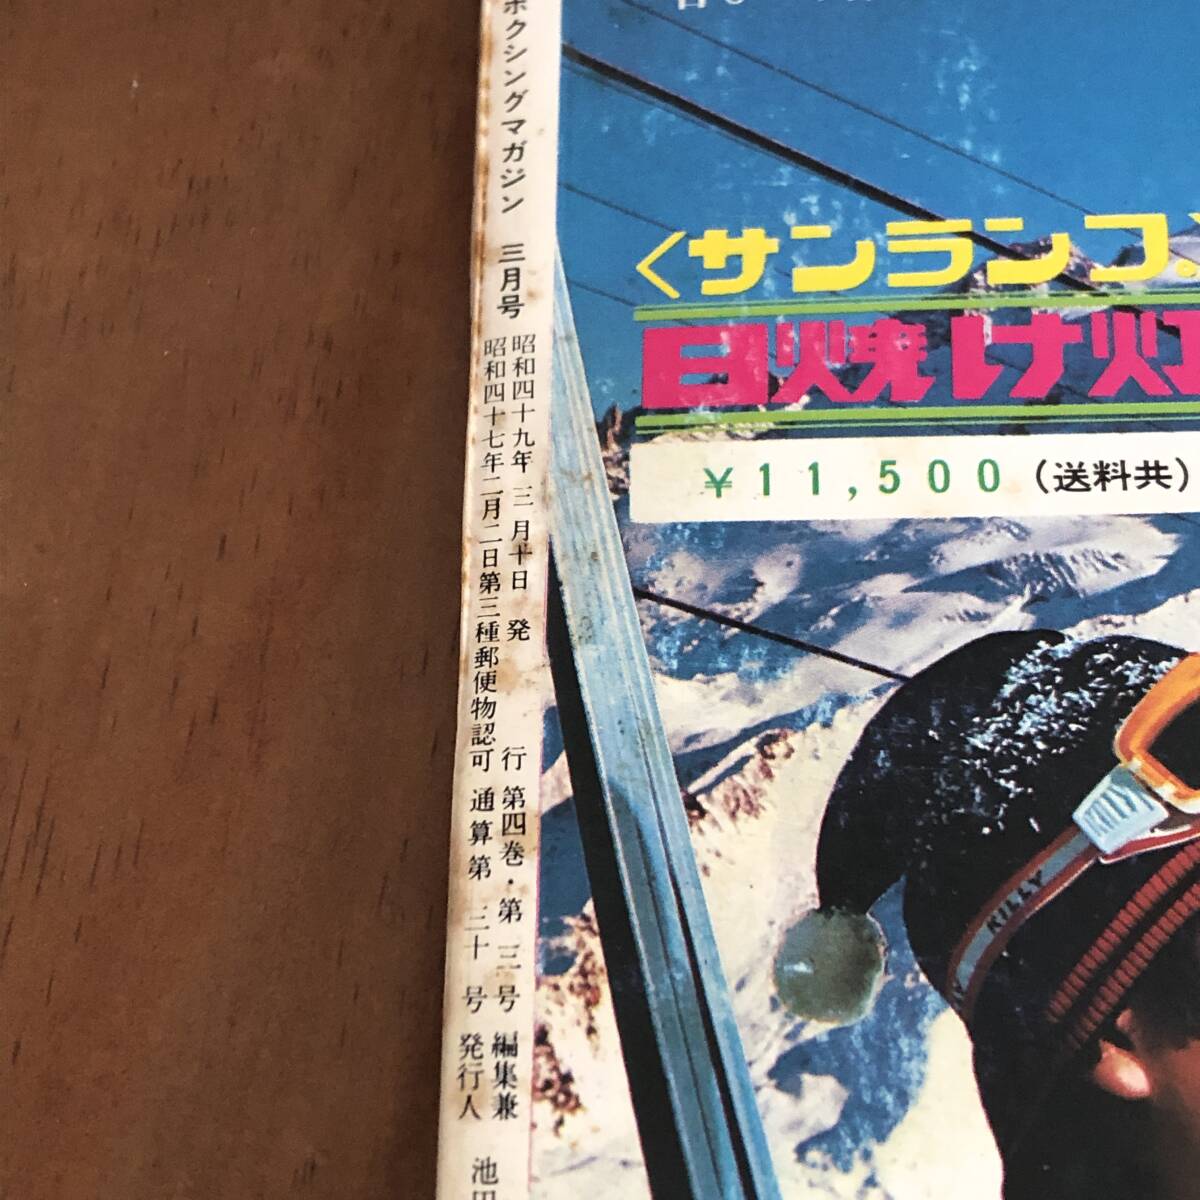 ボクシングマガジン 三月号
昭和四十九年 三月十日 発行 第四巻・第三号 編集兼
昭和四十七年二月二日第三種郵便物認可 通算第 三十号 発行人
池田
<サンランプ>
日焼け灯
¥11,500(送料共)
KILLY